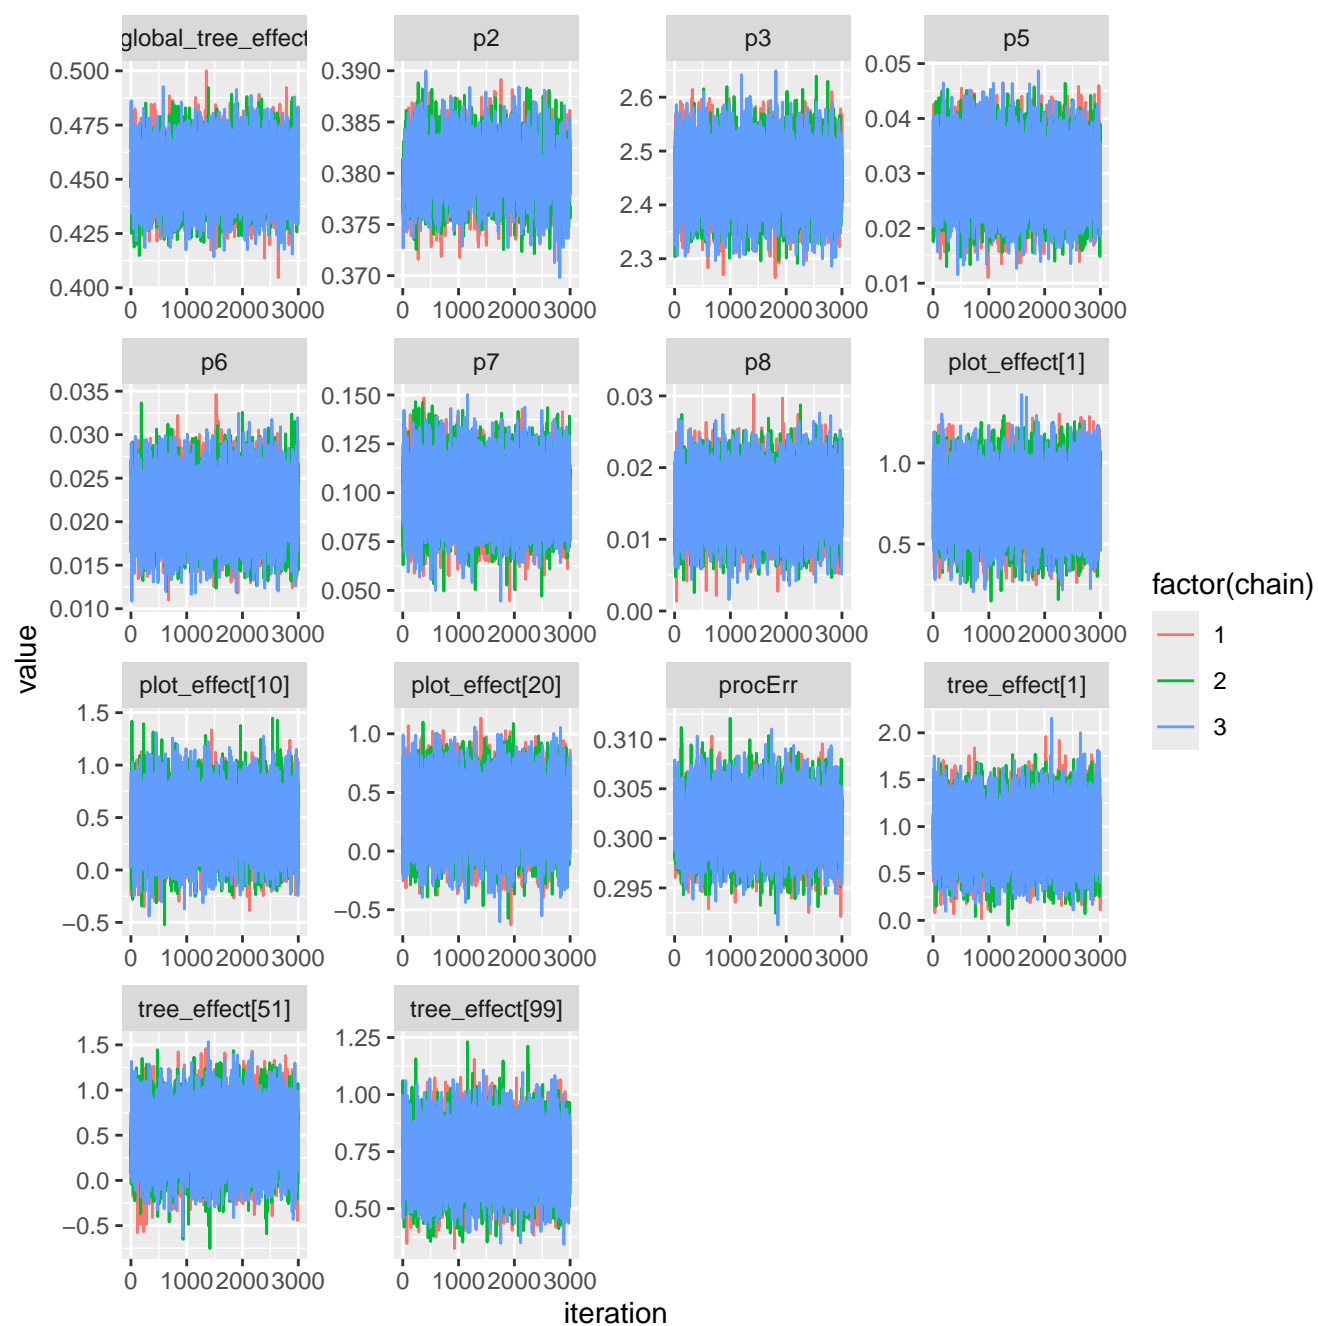 global_tree_effect p2 p3 p5
0.500 0.475 0.450 0.425 0.400
0.390 0.385 0.380 0.375 0.370
2.6 2.5 2.4 2.3
0.05 0.04 0.03 0.02 0.01
0 1000 2000 3000 0 1000 2000 3000 0 1000 2000 3000 0 1000 2000 3000
p6 p7 p8 plot_effect[1]
0.035 0.030 0.025 0.020 0.015 0.010
0.150 0.125 0.100 0.075 0.050
0.03 0.02 0.01 0.00
1.0 0.5
0 1000 2000 3000 0 1000 2000 3000 0 1000 2000 3000 0 1000 2000 3000
plot_effect[10] plot_effect[20] procErr tree_effect[1]
1.5 1.0 0.5 0.0 −0.5
1.0 0.5 0.0 −0.5
0.310 0.305 0.300 0.295
2.0 1.5 1.0 0.5 0.0
0 1000 2000 3000 0 1000 2000 3000 0 1000 2000 3000 0 1000 2000 3000
tree_effect[51] tree_effect[99]
1.5 1.0 0.5 0.0 −0.5
1.25 1.00 0.75 0.50
0 1000 2000 3000 0 1000 2000 3000
iteration
value
factor(chain)
1
2
3